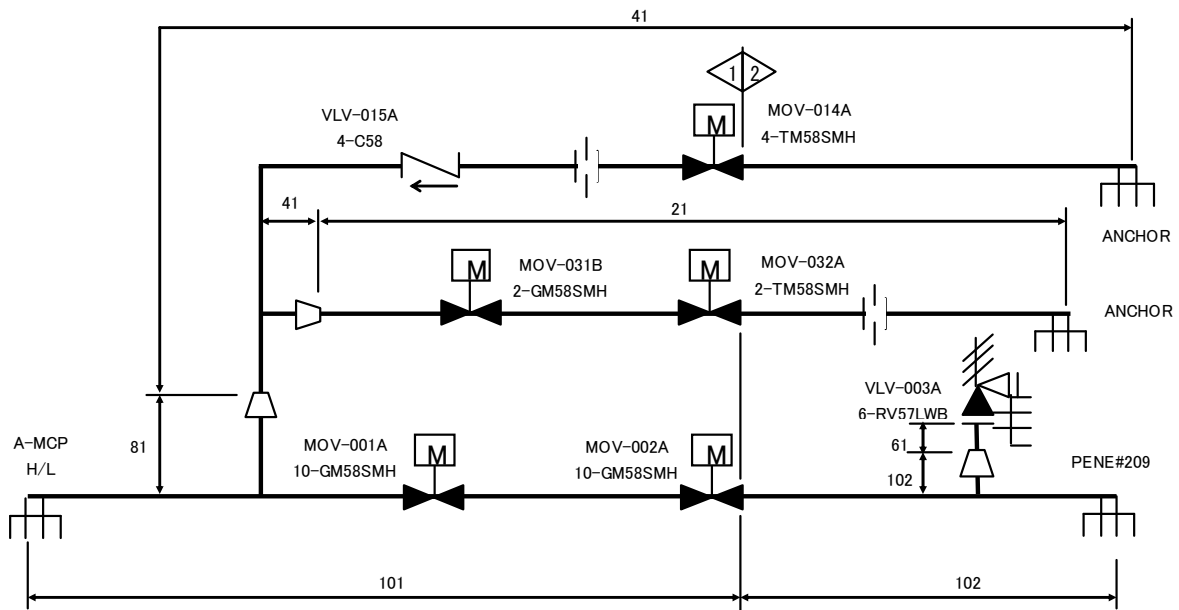 41
1 2
VLV-015A
4-C58
M
MOV-014A
4-TM58SMH
41
21
ANCHOR
M
MOV-031B
2-GM58SMH
M
MOV-032A
2-TM58SMH
ANCHOR
VLV-003A
6-RV57LWB
A-MCP
H/L
81
MOV-001A
10-GM58SMH
M
MOV-002A
10-GM58SMH
M
61
102
PENE#209
101
102